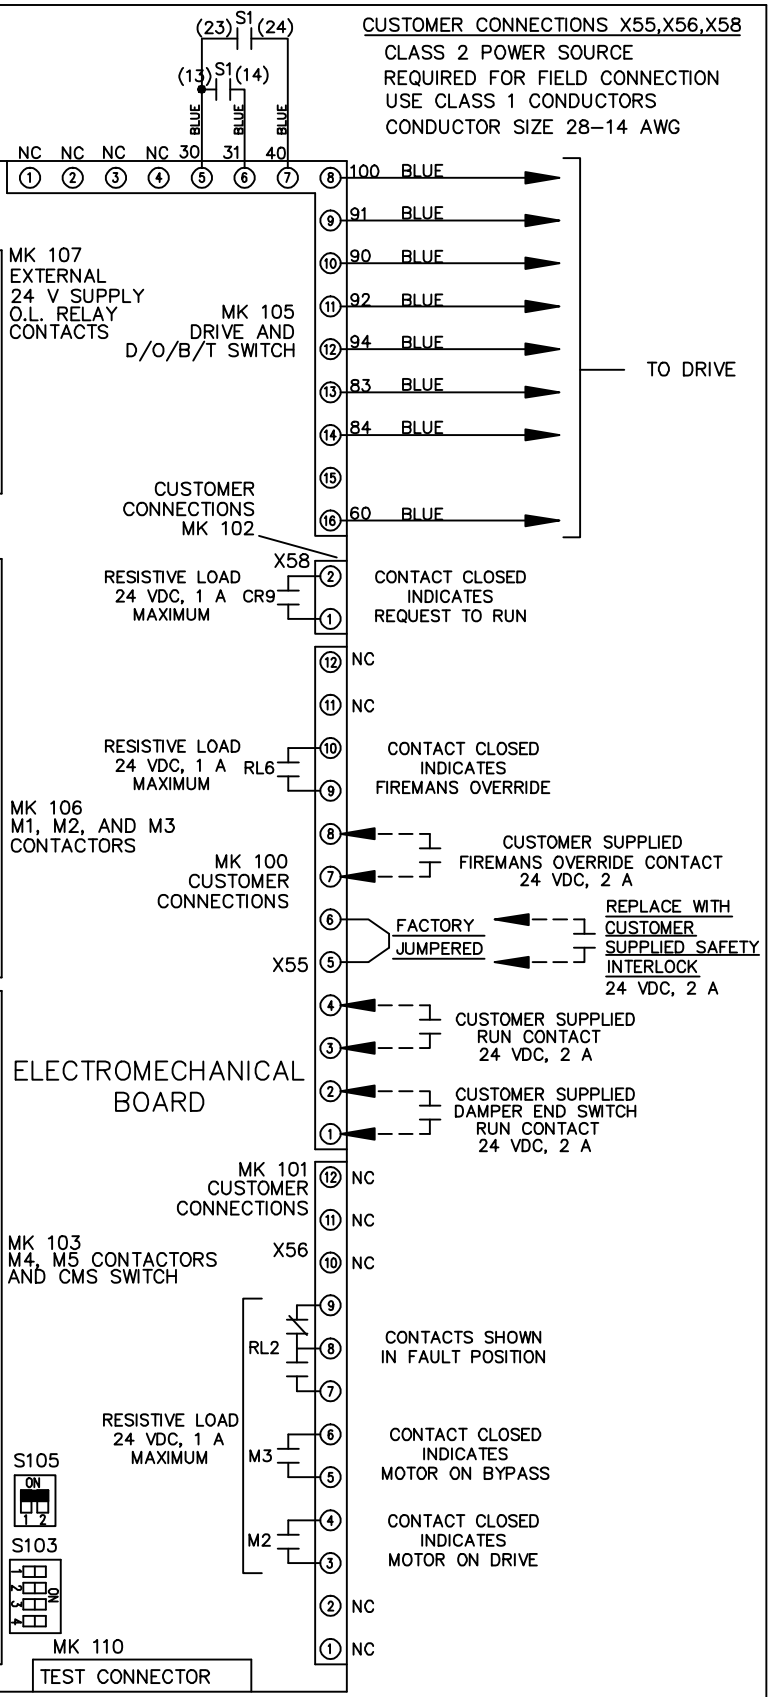 (23) S1 (24)
CUSTOMER CONNECTIONS X55,X56,X58
CLASS 2 POWER SOURCE
REQUIRED FOR FIELD CONNECTION
USE CLASS 1 CONDUCTORS
CONDUCTOR SIZE 28-14 AWG
(13) S1 (14)
BLUE BLUE BLUE
NC NC NC NC 30 31 40
1 2 3 4 5 6 7 8 100 BLUE
9 91 BLUE
10 90 BLUE
11 92 BLUE
12 94 BLUE
13 83 BLUE
14 84 BLUE
15
16 60 BLUE
TO DRIVE
MK 107
EXTERNAL
24 V SUPPLY
O.L. RELAY
CONTACTS
MK 105
DRIVE AND
D/O/B/T SWITCH
CUSTOMER
CONNECTIONS
MK 102
X58
2
1
RESISTIVE LOAD
24 VDC, 1 A CR9
MAXIMUM
CONTACT CLOSED
INDICATES
REQUEST TO RUN
12 NC
11 NC
10
9
RESISTIVE LOAD
24 VDC, 1 A RL6
MAXIMUM
CONTACT CLOSED
INDICATES
FIREMANS OVERRIDE
MK 106
M1, M2, AND M3
CONTACTORS
MK 100
CUSTOMER
CONNECTIONS
8
7
CUSTOMER SUPPLIED
FIREMANS OVERRIDE CONTACT
24 VDC, 2 A
6
5
X55
FACTORY
JUMPERED
REPLACE WITH
CUSTOMER
SUPPLIED SAFETY
INTERLOCK
24 VDC, 2 A
4
3
CUSTOMER SUPPLIED
RUN CONTACT
24 VDC, 2 A
ELECTROMECHANICAL
BOARD
2
1
CUSTOMER SUPPLIED
DAMPER END SWITCH
RUN CONTACT
24 VDC, 2 A
MK 101
CUSTOMER
CONNECTIONS
X56
12 NC
11 NC
10 NC
MK 103
M4, M5 CONTACTORS
AND CMS SWITCH
9
RL2 8
7
CONTACTS SHOWN
IN FAULT POSITION
RESISTIVE LOAD
24 VDC, 1 A
MAXIMUM
6
M3
5
CONTACT CLOSED
INDICATES
MOTOR ON BYPASS
4
M2
3
CONTACT CLOSED
INDICATES
MOTOR ON DRIVE
2 NC
1 NC
S105
ON
1 2
S103
1
2
3
4
ON
MK 110
TEST CONNECTOR